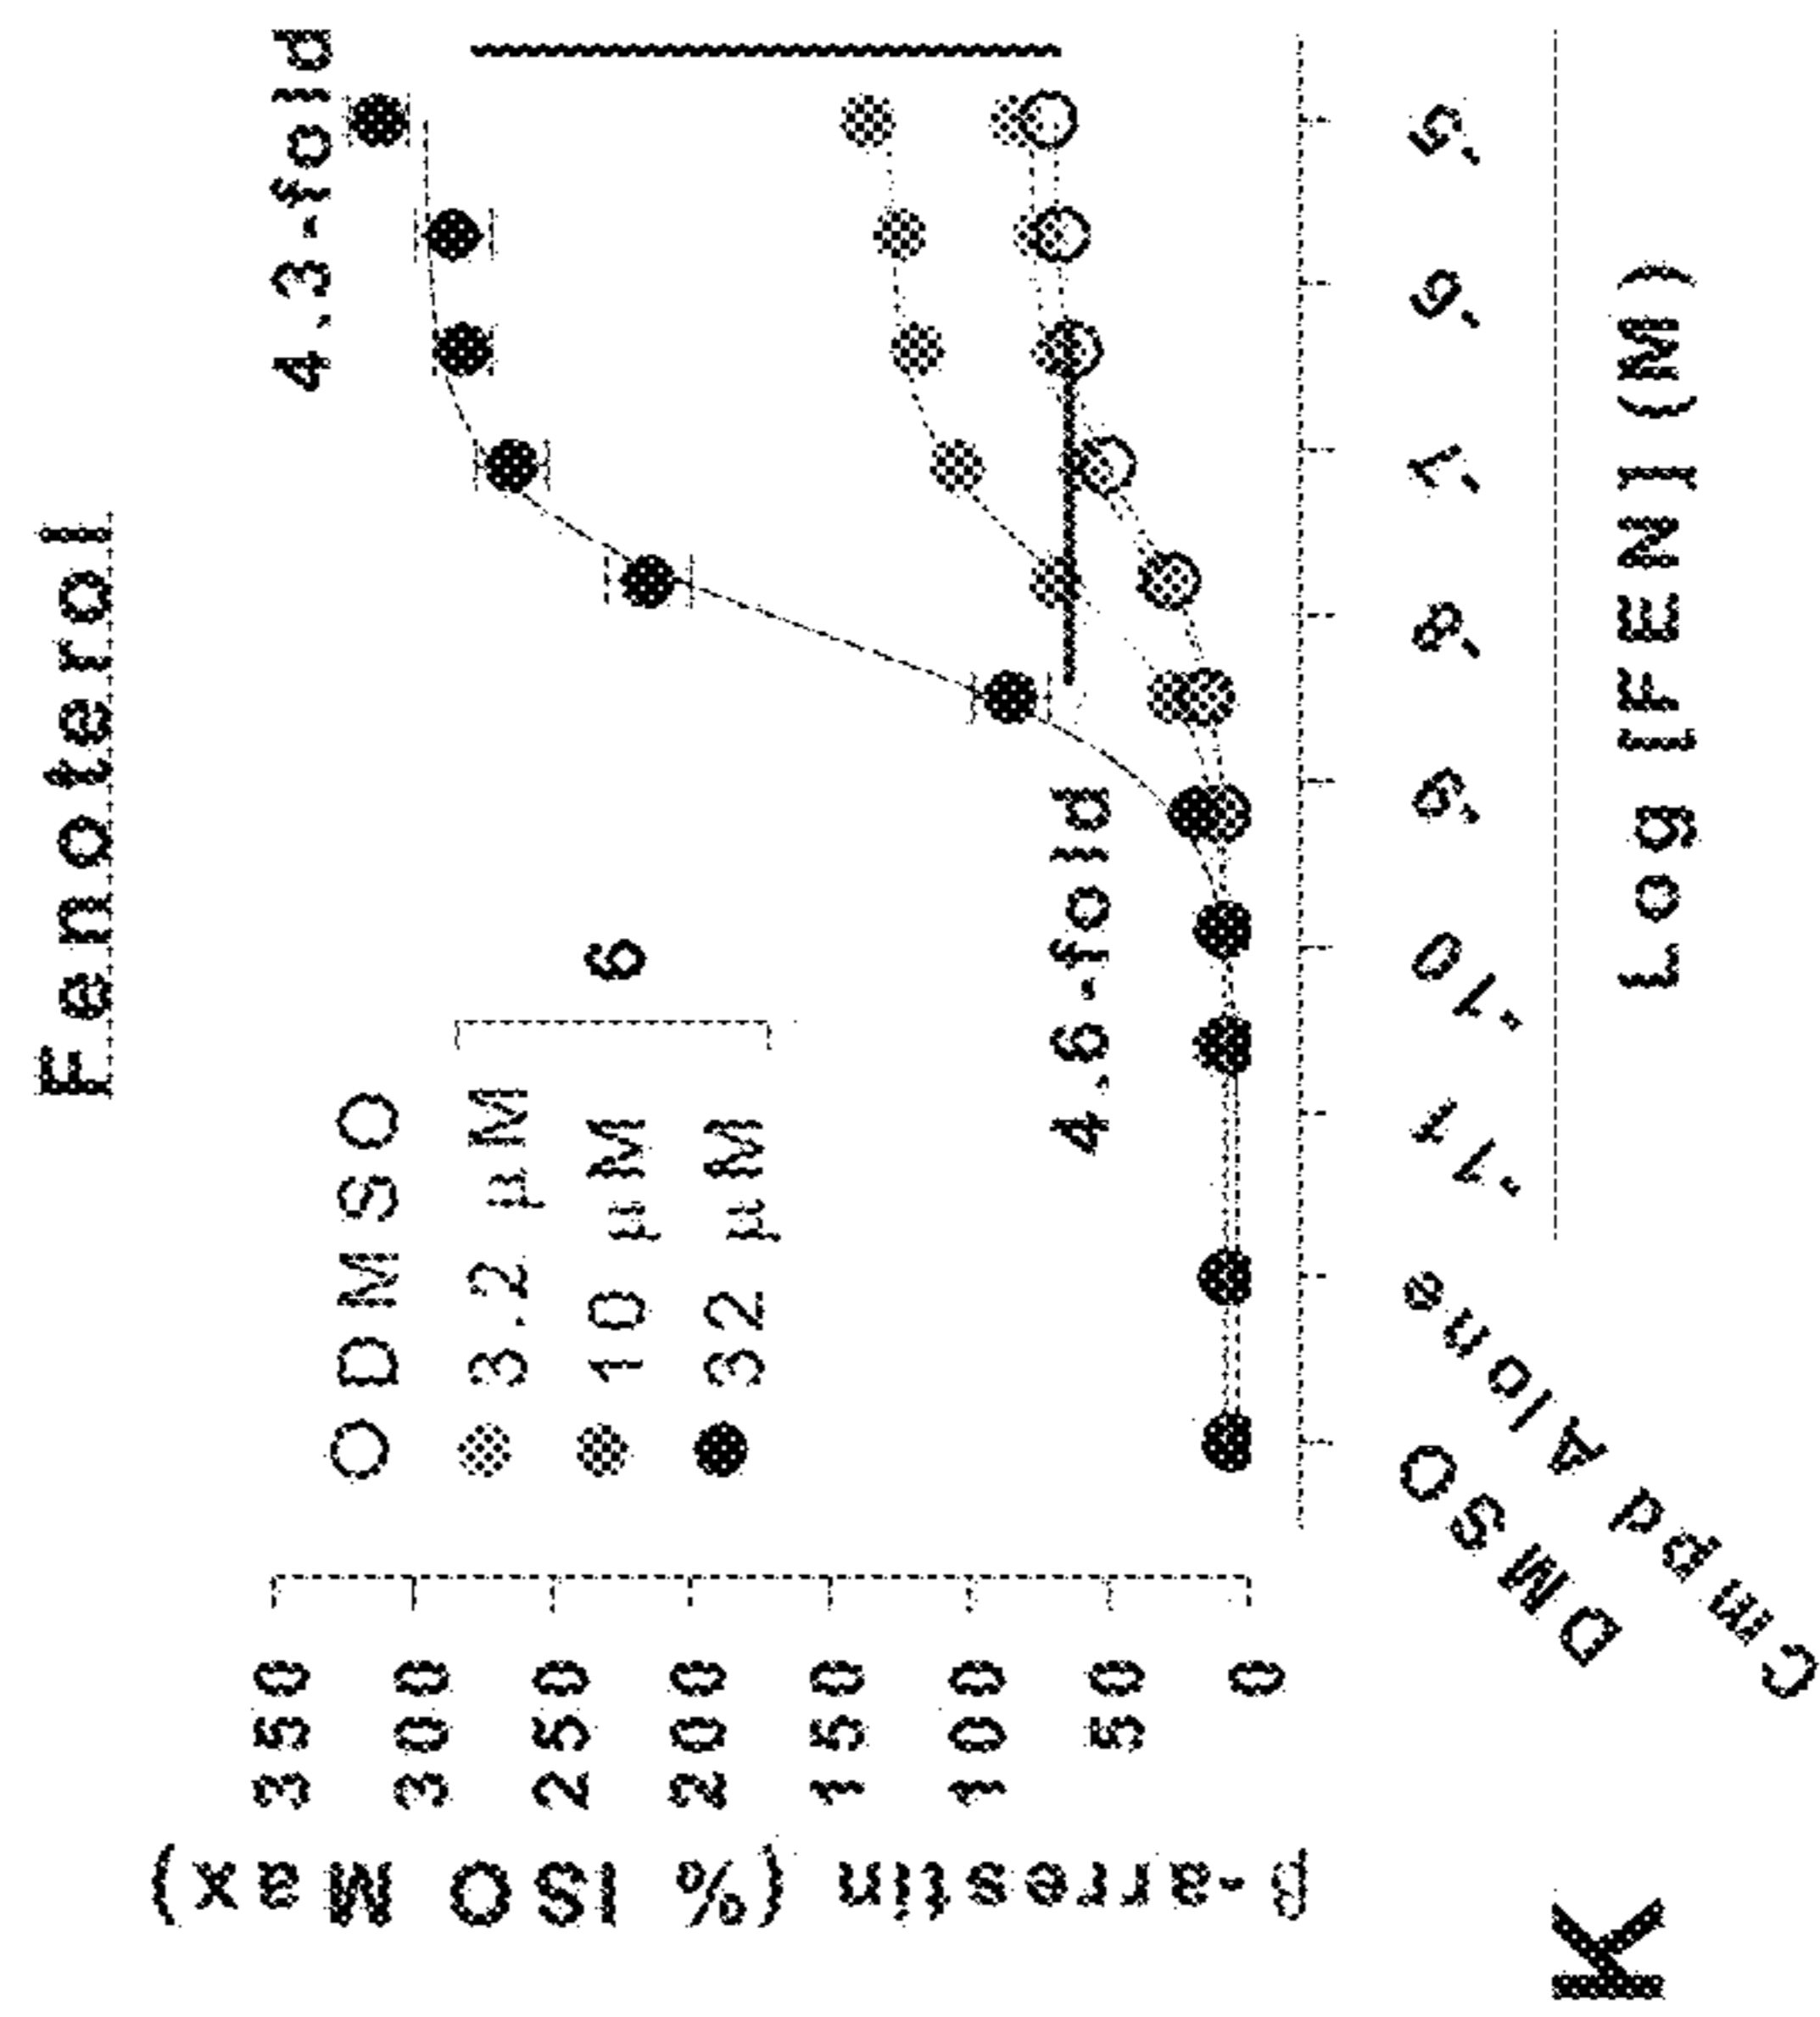 K
Fenoterol
β-arrestin (% ISO Max)
350
300
250
200
150
100
50
0
DMSO
3.2 μM
10 μM
32 μM
6
4.3-fold
4.6-fold
DMSO
Cmpd Alone
-11
-10
-9
-8
-7
-6
-5
Log [FEN] (M)